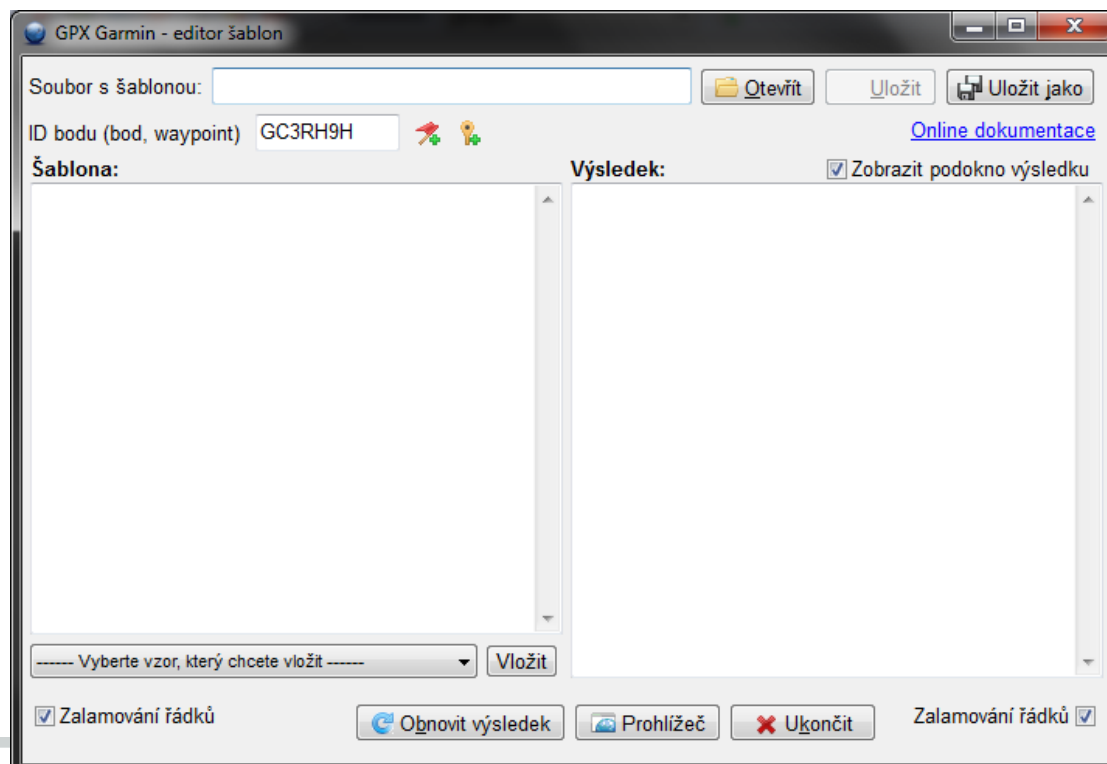 GPX Garmin - editor šablon
Soubor s šablonou: Otevřít Uložit Uložit jako
ID bodu (bod, waypoint) GC3RH9H Online dokumentace
Šablona: Výsledek: Zobrazit podokno výsledku
------ Vyberte vzor, který chcete vložit ------ Vložit
Zalamování řádků Obnovit výsledek Prohlížeč Ukončit Zalamování řádků